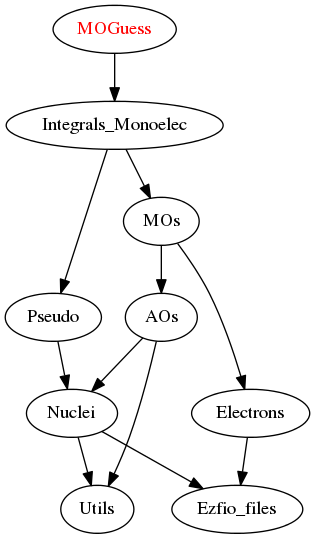 MOGuess
Integrals_Monoelec
MOs
Pseudo
AOs
Nuclei
Electrons
Utils
Ezfio_files